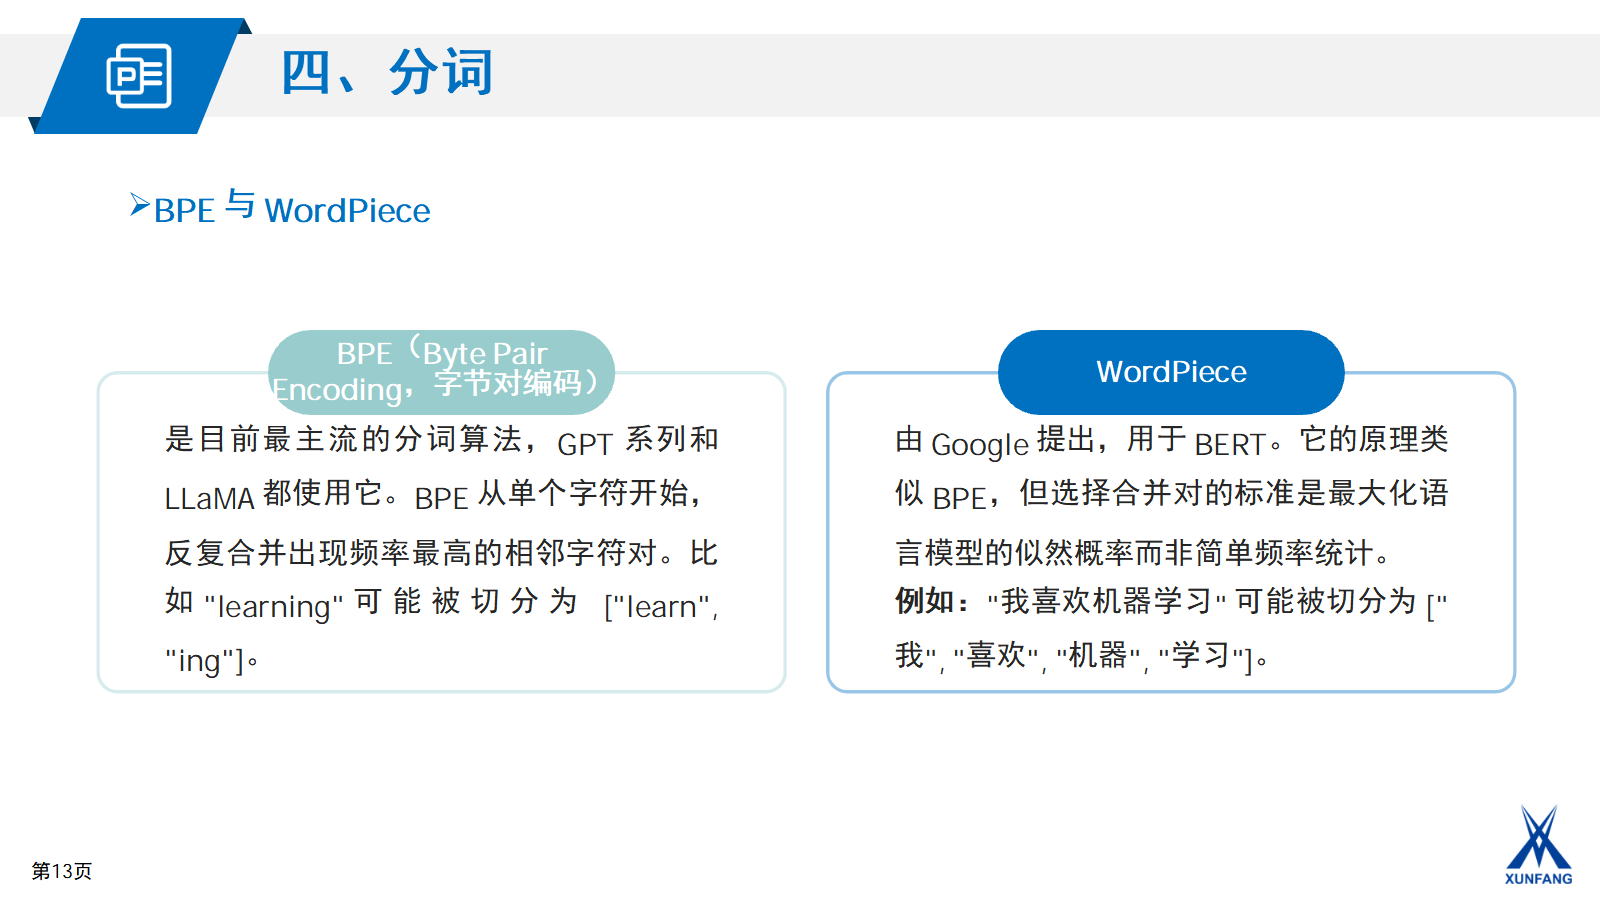 四、分词
BPE 与 WordPiece
BPE（Byte Pair
Encoding，字节对编码）
是目前最主流的分词算法，GPT 系列和
LLaMA 都使用它。BPE 从单个字符开始，
反复合并出现频率最高的相邻字符对。比
如 "learning" 可能被切分为 ["learn",
"ing"]。
WordPiece
由 Google 提出，用于 BERT。它的原理类
似 BPE，但选择合并对的标准是最大化语
言模型的似然概率而非简单频率统计。
例如："我喜欢机器学习" 可能被切分为 ["
我", "喜欢", "机器", "学习"]。
第13页
XUNFANG